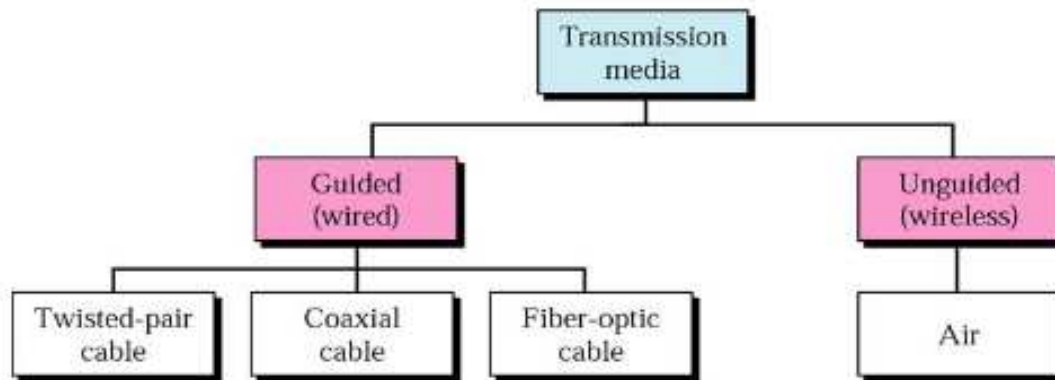 Transmission
media
Guided
(wired)
Unguided
(wireless)
Twisted-pair
cable
Coaxial
cable
Fiber-optic
cable
Air